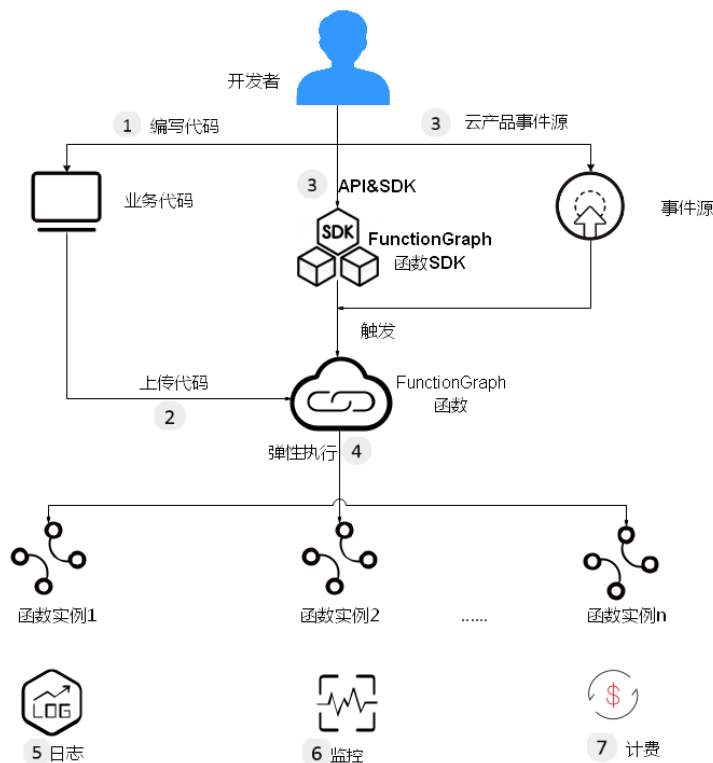 开发者
1 编写代码
3 云产品事件源
业务代码
3 API&SDK
事件源
SDK
FunctionGraph
函数SDK
触发
上传代码
2
FunctionGraph
函数
弹性执行 4
函数实例1
函数实例2
......
函数实例n
LOG
$
5 日志
6 监控
7 计费